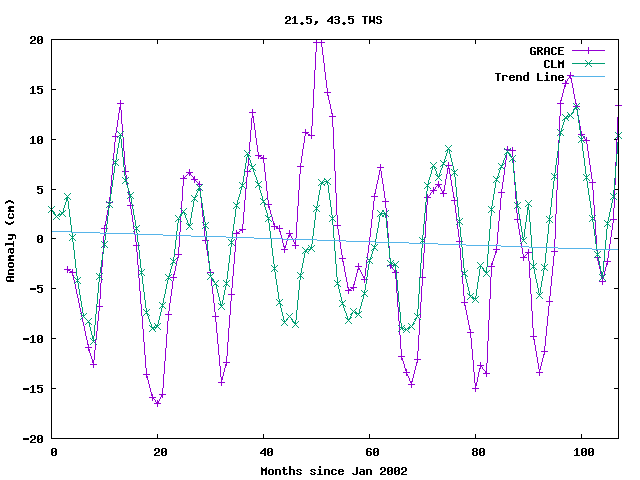 21.5, 43.5 TWS
GRACE
CLM
Trend Line
20
15
10
5
0
-5
-10
-15
-20
Anomaly (cm)
0 20 40 60 80 100
Months since Jan 2002